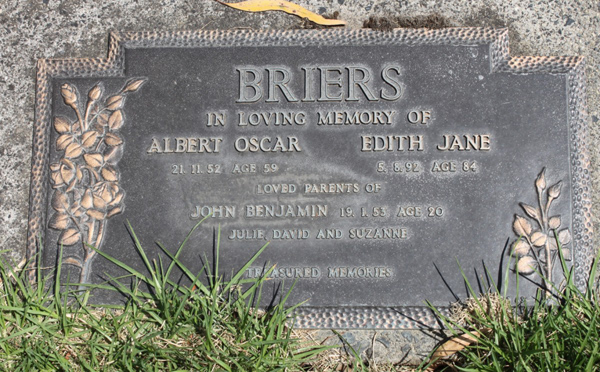 BRIERS
IN LOVING MEMORY OF
ALBERT OSCAR EDITH JANE
21.11.52 AGE 59 5.8.92 AGE 84
LOVED PARENTS OF
JOHN BENJAMIN 19.1.53 AGE 20
JULIE, DAVID AND SUZANNE
TREASURED MEMORIES